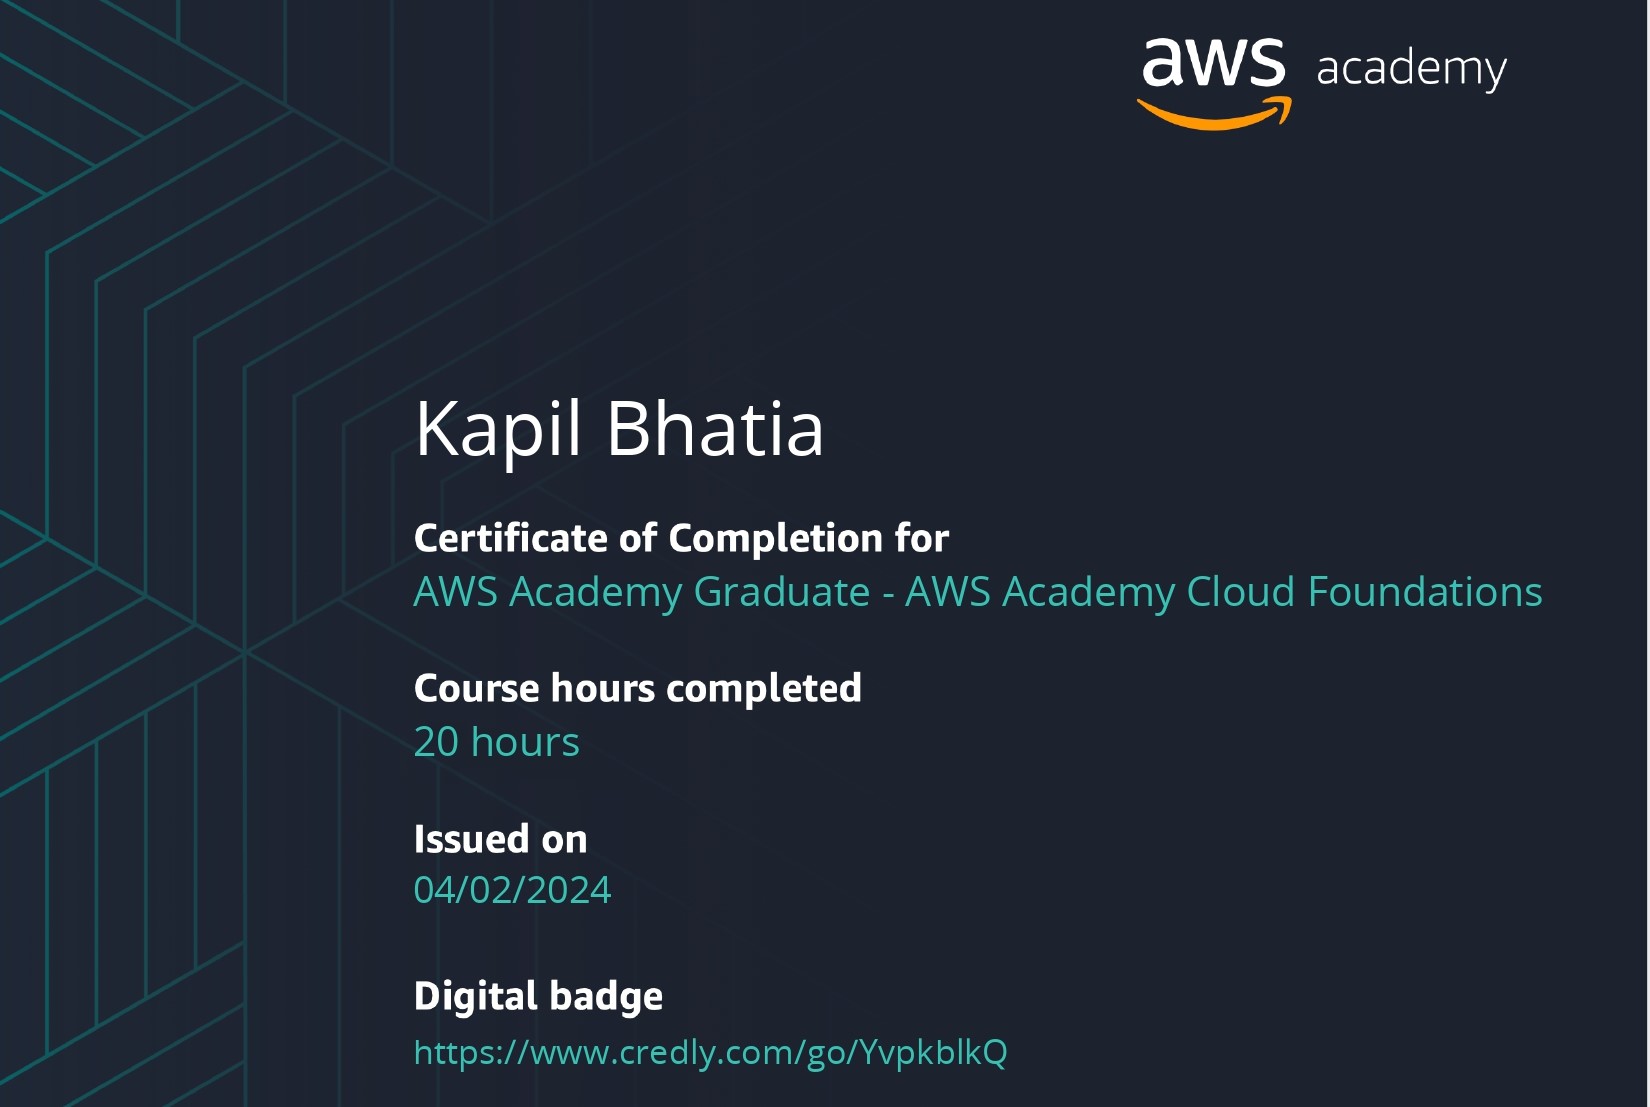 aws academy
Kapil Bhatia
Certificate of Completion for
AWS Academy Graduate - AWS Academy Cloud Foundations
Course hours completed
20 hours
Issued on
04/02/2024
Digital badge
https://www.credly.com/go/YvpkblkQ